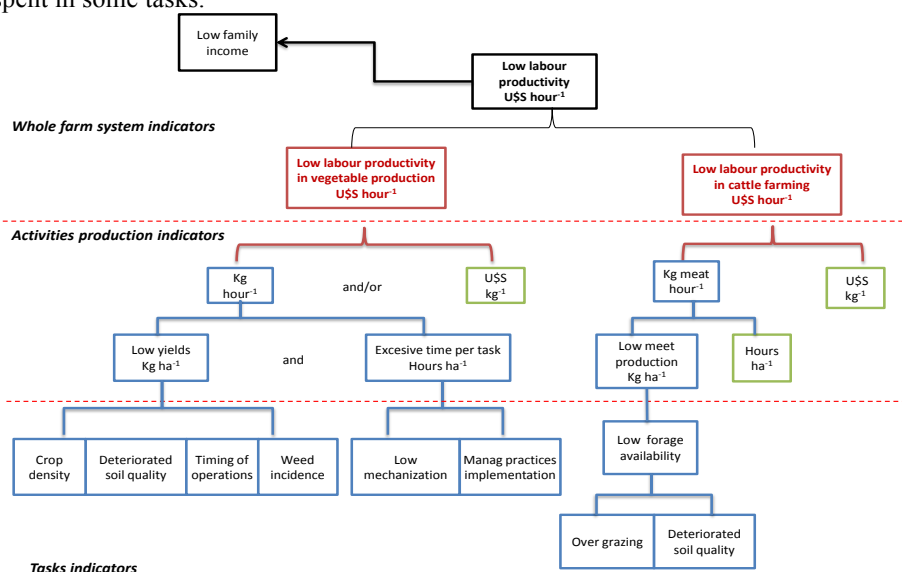 spent in some tasks.
Low family
income
Low labour
productivity
U$S hour⁻¹
Whole farm system indicators
Low labour productivity
in vegetable production
U$S hour⁻¹
Low labour productivity
in cattle farming
U$S hour⁻¹
Activities production indicators
Kg
hour⁻¹
and/or
U$S
kg⁻¹
Kg meat
hour⁻¹
U$S
kg⁻¹
Low yields
Kg ha⁻¹
and
Excesive time per task
Hours ha⁻¹
Low meet
production
Kg ha⁻¹
Hours
ha⁻¹
Crop
density
Deteriorated
soil quality
Timing of
operations
Weed
incidence
Low
mechanization
Manag practices
implementation
Low forage
availability
Over grazing
Deteriorated
soil quality
Tasks indicators